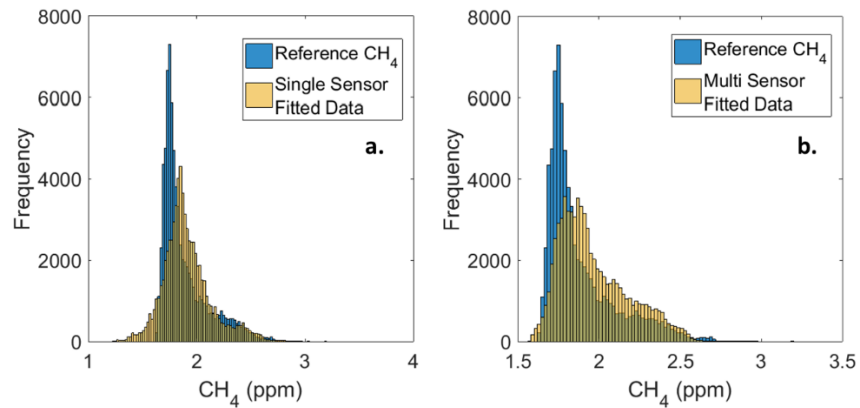 8000
6000
4000
2000
0
Frequency
Reference CH4
Single Sensor
Fitted Data
a.
1
2
3
4
CH4 (ppm)
8000
6000
4000
2000
0
Frequency
Reference CH4
Multi Sensor
Fitted Data
b.
1.5
2
2.5
3
3.5
CH4 (ppm)